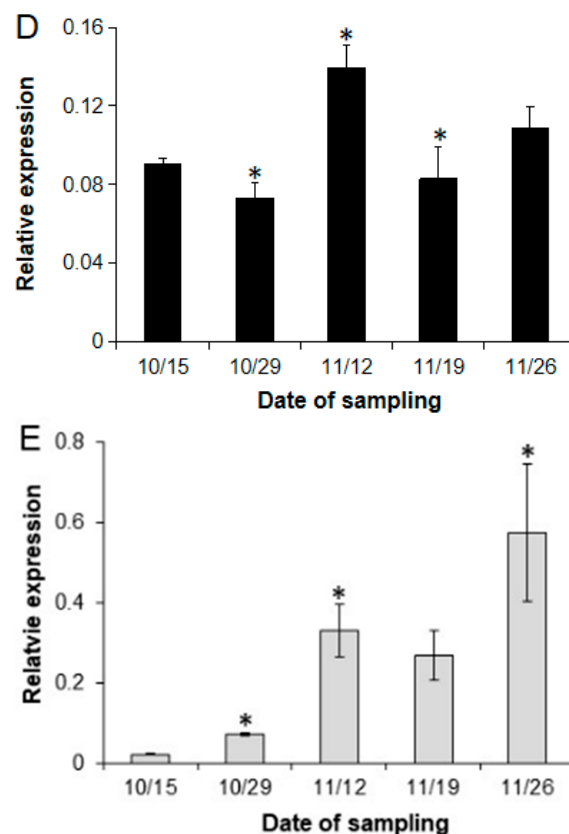 D
0.16
*
0.12
*
*
0.08
0.04
0
Relative expression
10/15 10/29 11/12 11/19 11/26
Date of sampling
E
0.8
*
0.6
*
0.4
0.2
*
0
Relatvie expression
10/15 10/29 11/12 11/19 11/26
Date of sampling